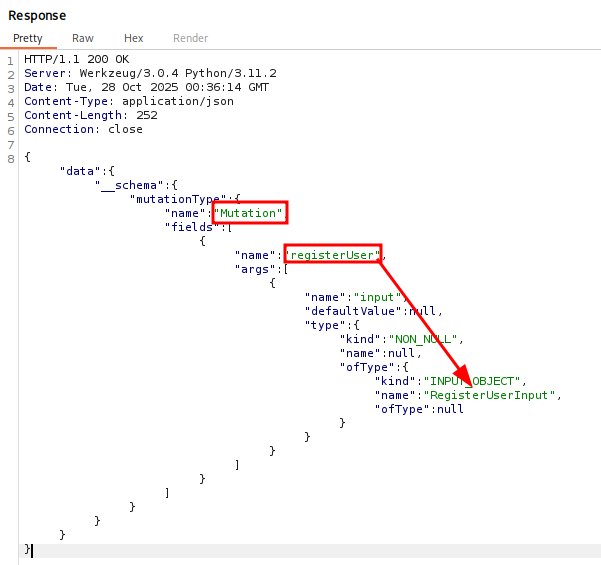 Response
Pretty Raw Hex Render
1 HTTP/1.1 200 OK
2 Server: Werkzeug/3.0.4 Python/3.11.2
3 Date: Tue, 28 Oct 2025 00:36:14 GMT
4 Content-Type: application/json
5 Content-Length: 252
6 Connection: close
7
8 {
"data":{
"__schema":{
"mutationType":{
"name":"Mutation",
"fields":[
{
"name":"registerUser",
"args":[
{
"name":"input",
"defaultValue":null,
"type":{
"kind":"NON_NULL",
"name":null,
"ofType":{
"kind":"INPUT_OBJECT",
"name":"RegisterUserInput",
"ofType":null
}
}
}
]
}
]
}
}
}
}